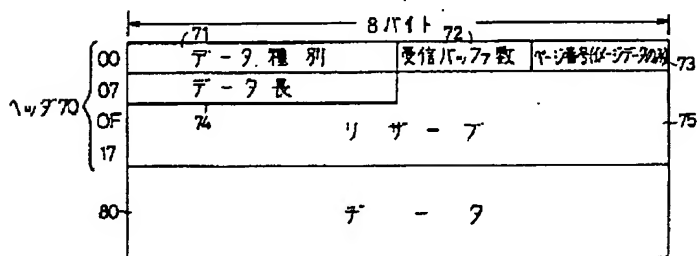 8バイト
71
72
00
データ種別
受信バッファ数
ページ番号(イメージデータのみ)
73
07
データ長
ヘッダ70
0F
74
リザーブ
75
17
80
データ